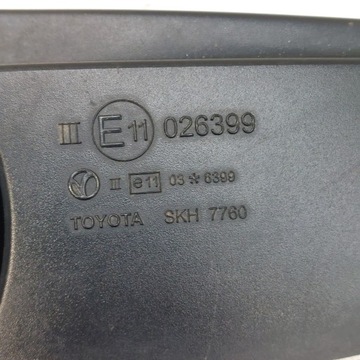 III E11 026399
II e11 03*6399
TOYOTA SKH 7760